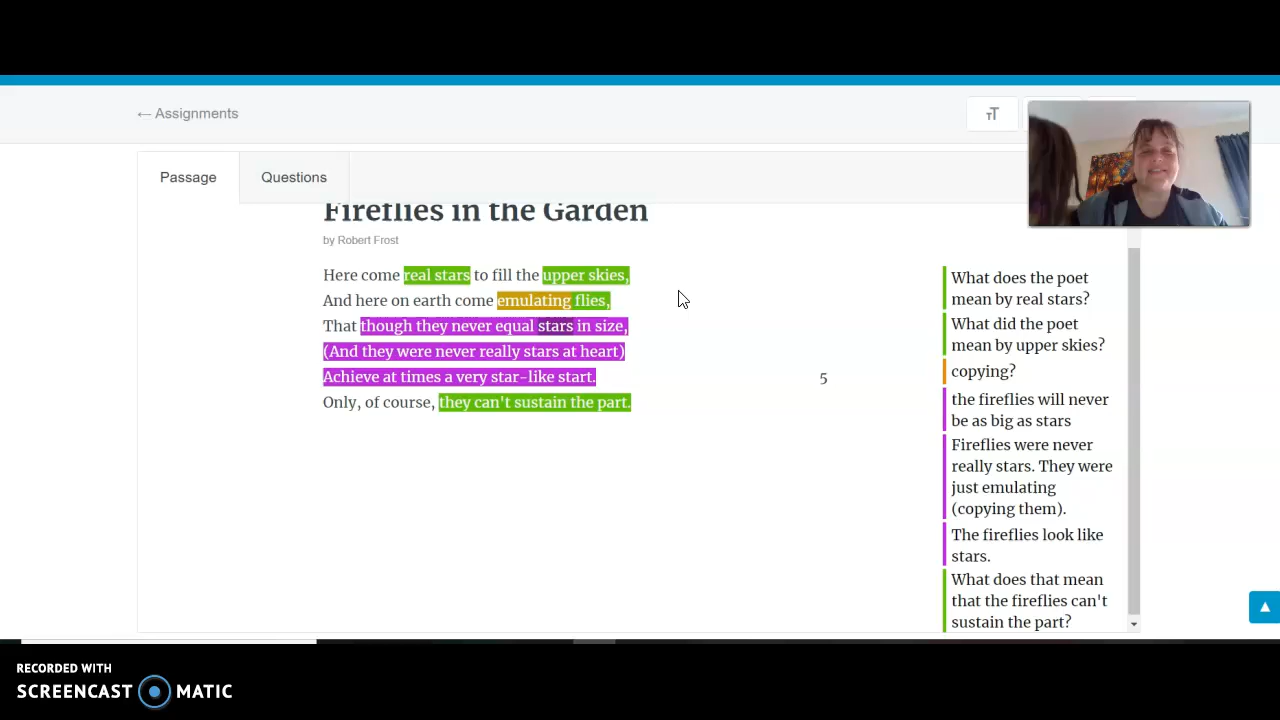 ← Assignments
тT
Passage
Questions
Fireflies in the Garden
by Robert Frost
Here come real stars to fill the upper skies,
And here on earth come emulating flies,
That though they never equal stars in size,
(And they were never really stars at heart)
Achieve at times a very star-like start.
5
Only, of course, they can't sustain the part.
What does the poet
mean by real stars?
What did the poet
mean by upper skies?
copying?
the fireflies will never
be as big as stars
Fireflies were never
really stars. They were
just emulating
(copying them).
The fireflies look like
stars.
What does that mean
that the fireflies can't
sustain the part?
RECORDED WITH
SCREENCAST MATIC